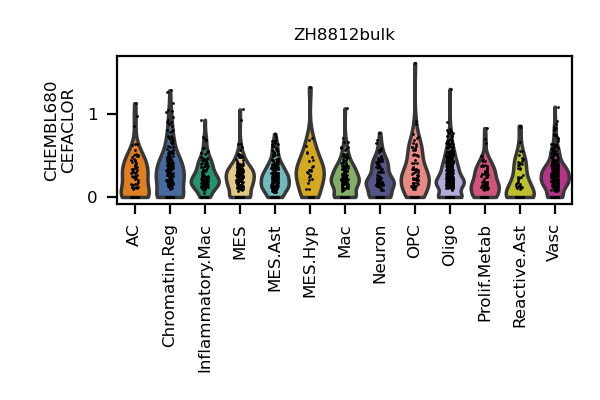 ZH8812bulk
CHEMBL680
CEFACLOR
1
0
AC
Chromatin.Reg
Inflammatory.Mac
MES
MES.Ast
MES.Hyp
Mac
Neuron
OPC
Oligo
Prolif.Metab
Reactive.Ast
Vasc